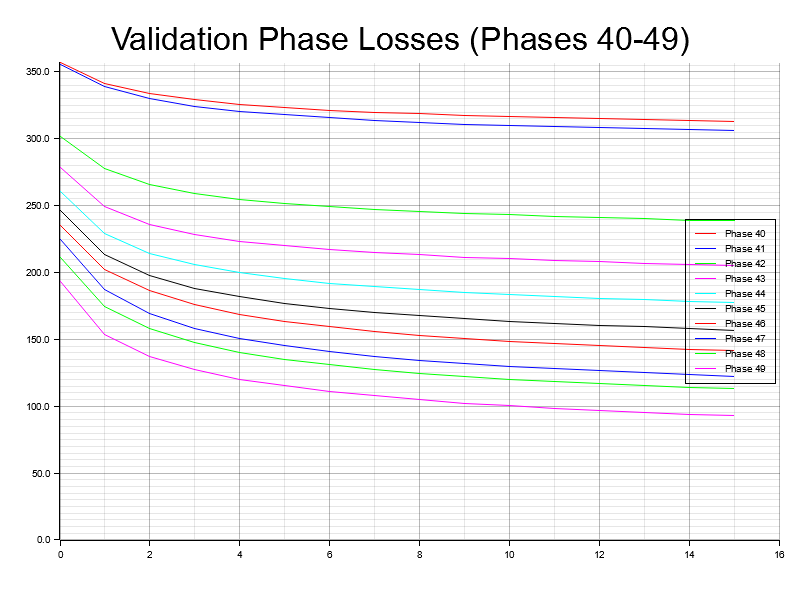 Validation Phase Losses (Phases 40-49)
350.0
300.0
250.0
200.0
150.0
100.0
50.0
0.0
0 2 4 6 8 10 12 14 16
Phase 40
Phase 41
Phase 42
Phase 43
Phase 44
Phase 45
Phase 46
Phase 47
Phase 48
Phase 49